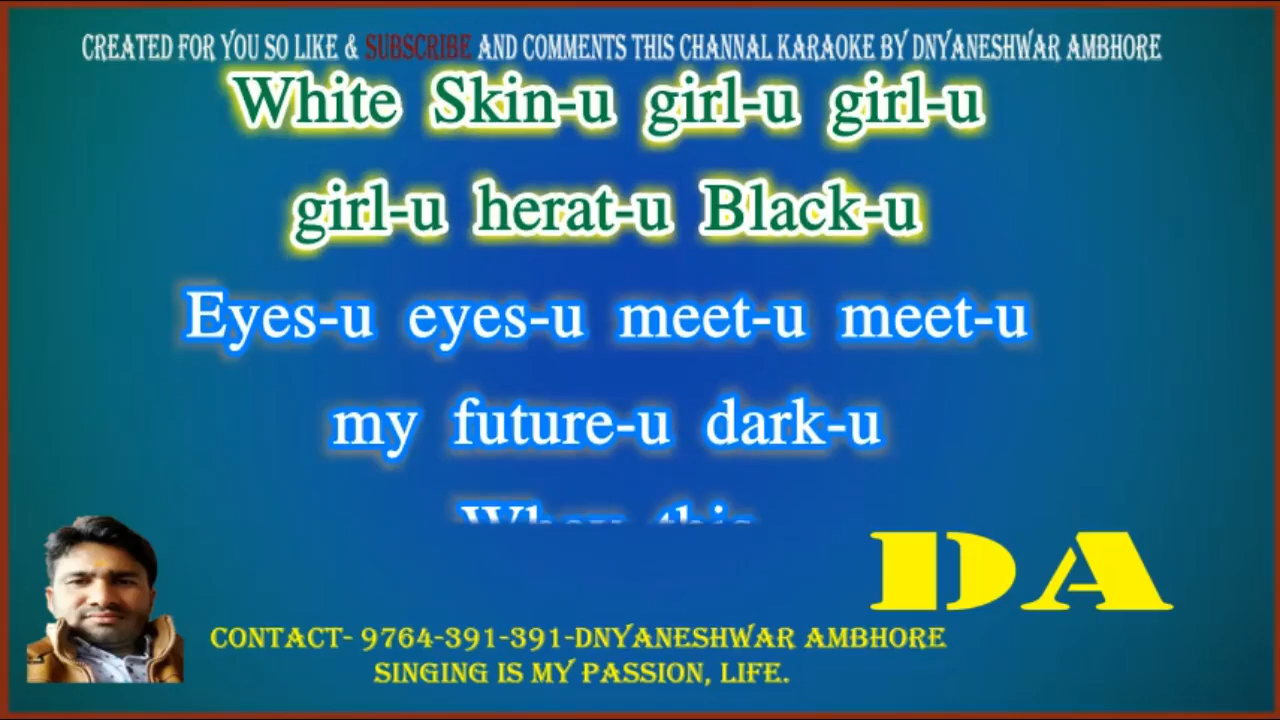 CREATED FOR YOU SO LIKE & SUBSCRIBE AND COMMENTS THIS CHANNAL KARAOKE BY DNYANESHWAR AMBHORE
White Skin-u girl-u girl-u
girl-u herat-u Black-u
Eyes-u eyes-u meet-u meet-u
my future-u dark-u
this
DA
CONTACT- 9764-391-391-DNYANESHWAR AMBHORE
SINGING IS MY PASSION, LIFE.